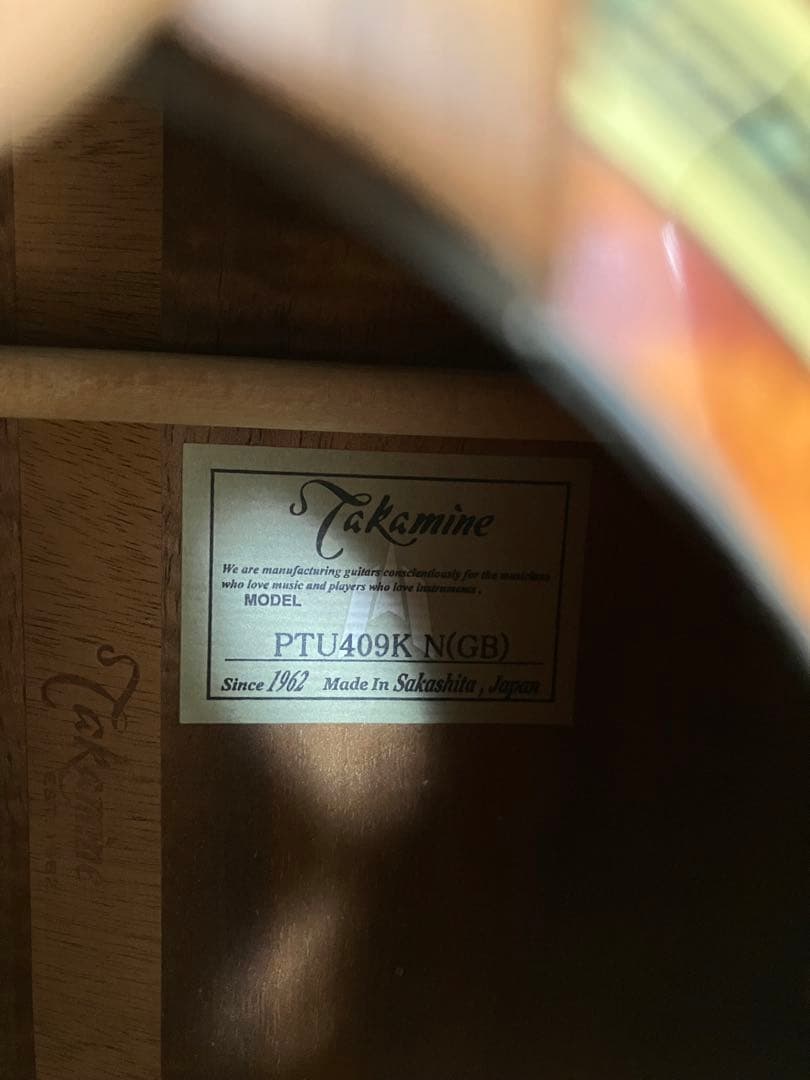 Takamine
We are manufacturing guitars conscientiously for the musicians
who love music and players who love instruments .
MODEL
PTU409K N(GB)
Since 1962 Made In Sakashita , Japan
Takamine